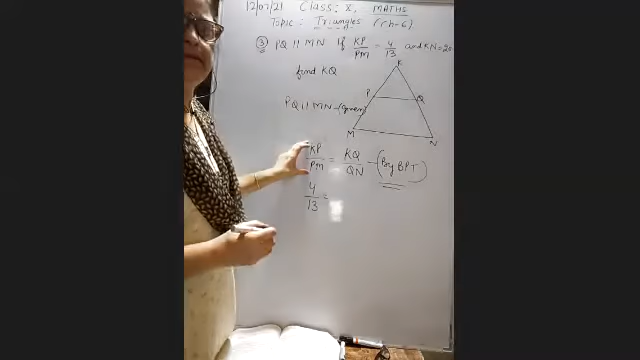 12/07/21 Class: X, MATHS
Topic: Triangles (Ch-6)
③ PQ || MN If KP/PM = 4/13 and KN=20
find KQ
K
P
Q
PQ || MN (given)
M
N
KP/PM = KQ/QN - (By BPT)
4/13 =